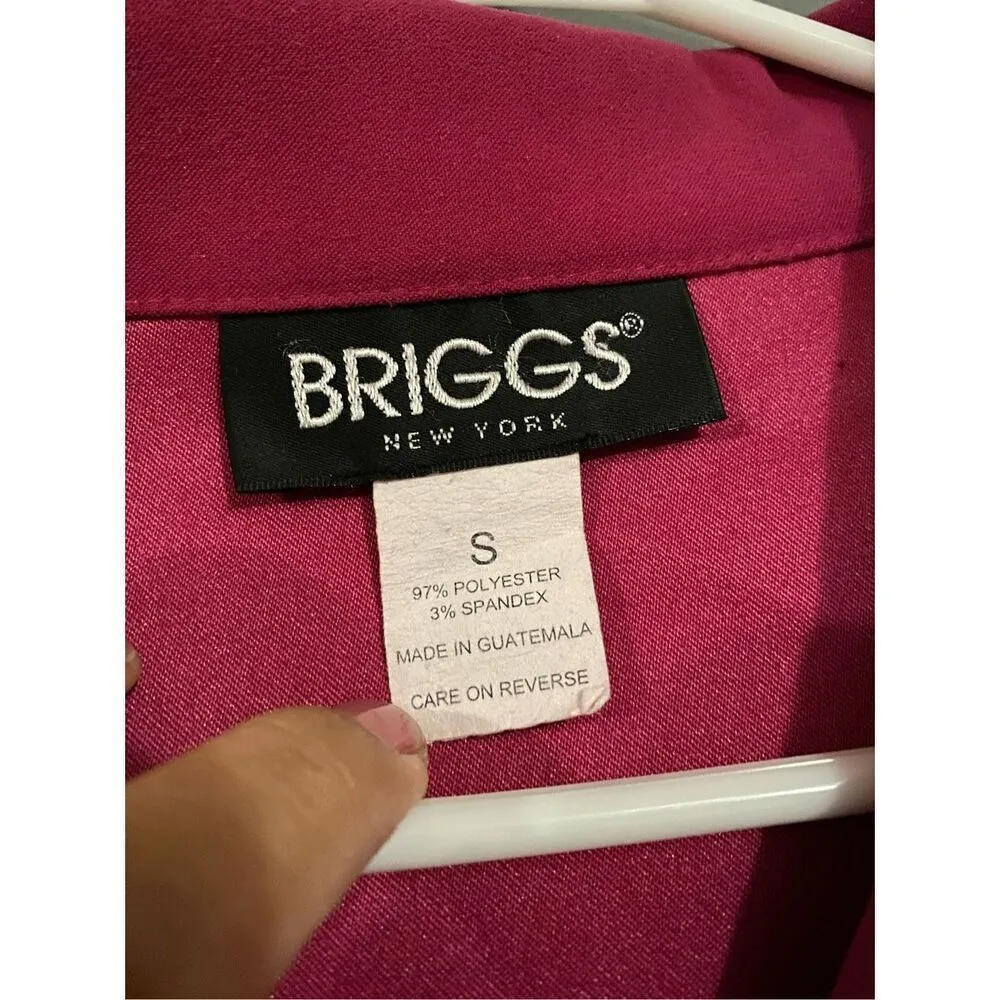 BRIGGS®
NEW YORK
S
97% POLYESTER
3% SPANDEX
MADE IN GUATEMALA
CARE ON REVERSE